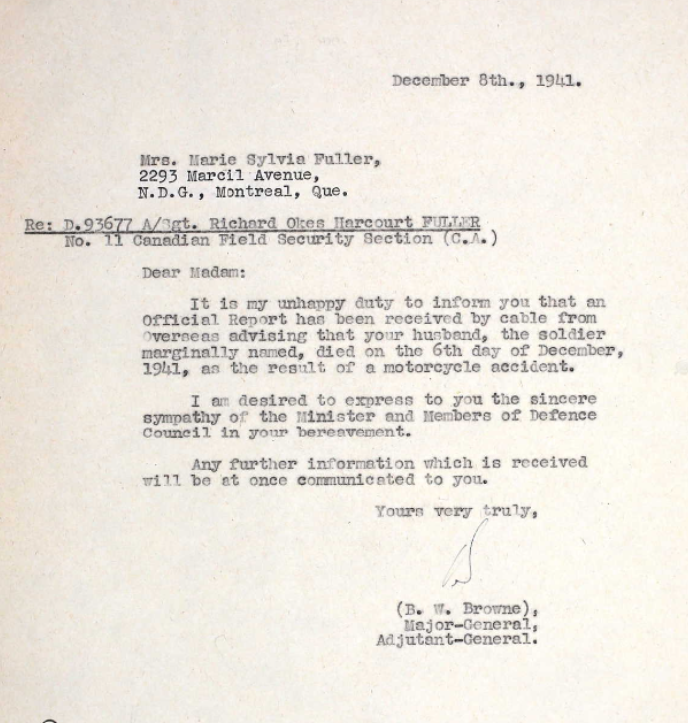 December 8th., 1941.
Mrs. Marie Sylvia Fuller,
2293 Marcil Avenue,
N.D.G., Montreal, Que.
Re: D.93677 A/Sgt. Richard Okes Harcourt FULLER
No. 11 Canadian Field Security Section (C.A.)
Dear Madam:
It is my unhappy duty to inform you that an
Official Report has been received by cable from
Overseas advising that your husband, the soldier
marginally named, died on the 6th day of December,
1941, as the result of a motorcycle accident.
I am desired to express to you the sincere
sympathy of the Minister and Members of Defence
Council in your bereavement.
Any further information which is received
will be at once communicated to you.
Yours very truly,
(B. W. Browne),
Major-General,
Adjutant-General.